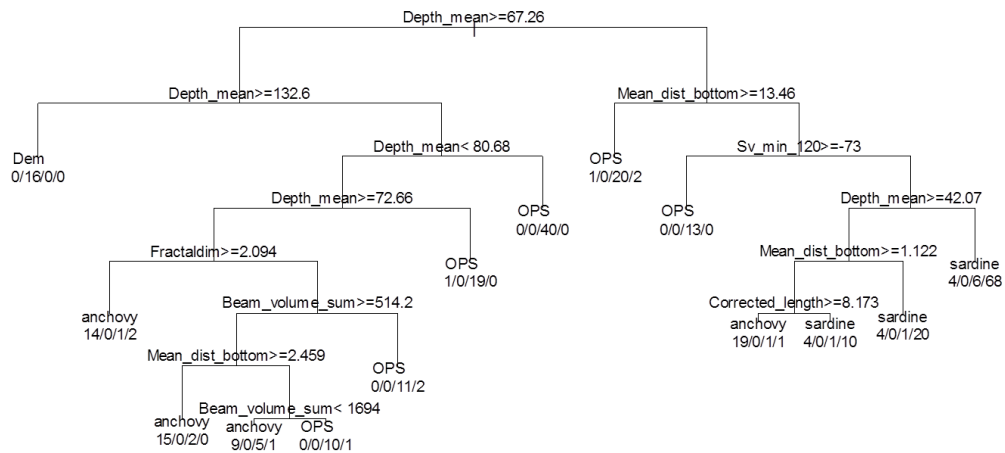 Depth_mean>=67.26
Depth_mean>=132.6
Mean_dist_bottom>=13.46
Dem
0/16/0/0
Depth_mean< 80.68
OPS
1/0/20/2
Sv_min_120>=-73
Depth_mean>=72.66
OPS
0/0/40/0
OPS
0/0/13/0
Depth_mean>=42.07
Fractaldim>=2.094
OPS
1/0/19/0
Mean_dist_bottom>=1.122
sardine
4/0/6/68
anchovy
14/0/1/2
Beam_volume_sum>=514.2
Corrected_length>=8.173
sardine
4/0/1/20
anchovy
19/0/1/1
sardine
4/0/1/10
Mean_dist_bottom>=2.459
OPS
0/0/11/2
anchovy
15/0/2/0
Beam_volume_sum< 1694
anchovy
9/0/5/1
OPS
0/0/10/1